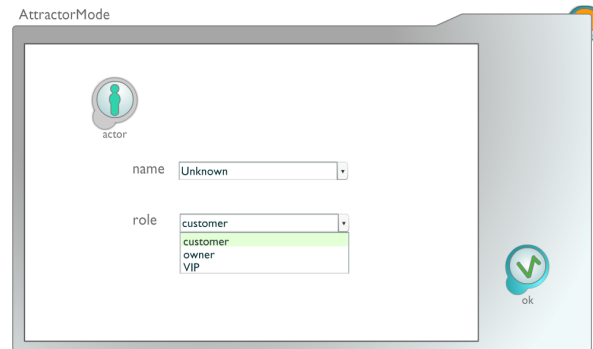 AttractorMode
actor
name Unknown
role customer
customer
owner
VIP
ok